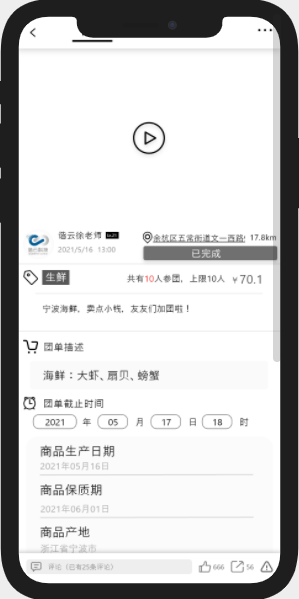 蓓云徐老师 Lv.21
余杭区五常街道文一西路 17.8km
2021/5/16 13:00
已完成
生鲜 共有10人参团，上限10人 ￥70.1
宁波海鲜，卖点小钱，友友们加团啦！
团单描述
海鲜：大虾、扇贝、螃蟹
团单截止时间
2021 年 05 月 17 日 18 时
商品生产日期
2021年05月16日
商品保质期
2021年06月01日
商品产地
浙江省宁波市
评论（已有25条评论） 666 56